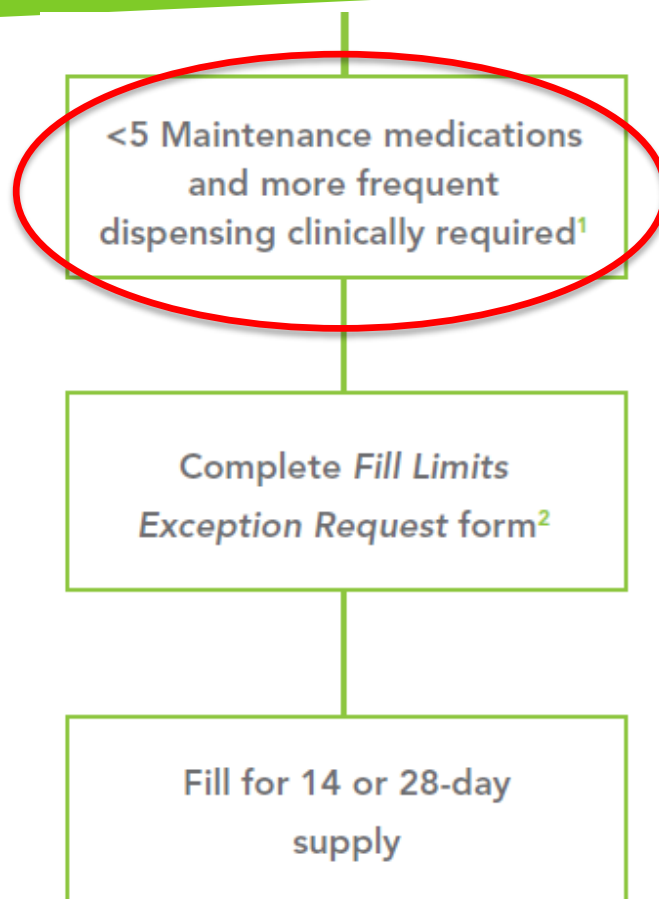 <5 Maintenance medications
and more frequent
dispensing clinically required¹
Complete Fill Limits
Exception Request form²
Fill for 14 or 28-day
supply